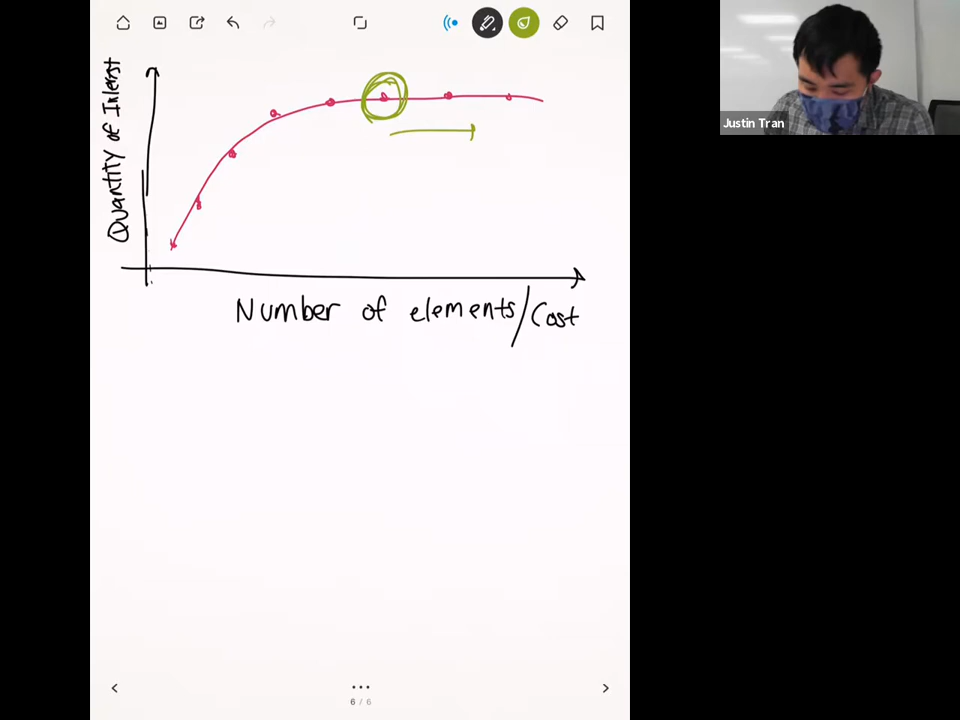 Quantity of Interest
Number of elements/Cost
Justin Tran
6 / 6